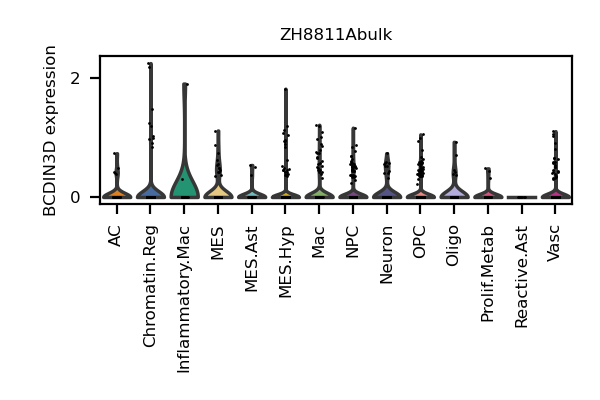 ZH8811Abulk
BCDIN3D expression
2
0
AC
Chromatin.Reg
Inflammatory.Mac
MES
MES.Ast
MES.Hyp
Mac
NPC
Neuron
OPC
Oligo
Prolif.Metab
Reactive.Ast
Vasc